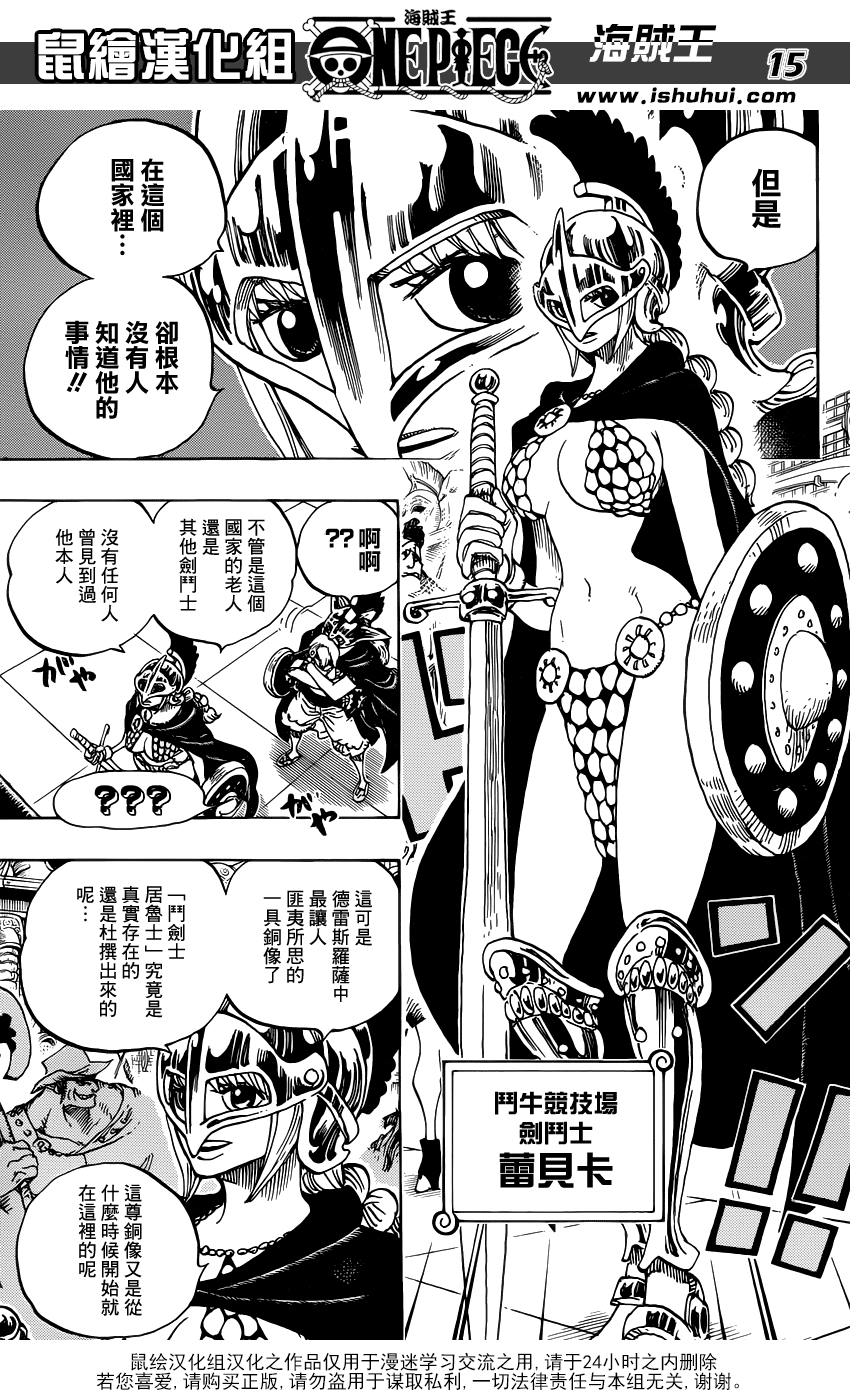 鼠繪漢化組
海賊王
ONE PIECE
海賊王
15
www.ishuhui.com
但是
在這個
國家裡…
卻根本
沒有人
知道他的
事情!!
啊啊
??
不管是這個
國家的老人
還是
其他劍鬥士
沒有任何人
曾見到過
他本人
ガヤ
???
ガヤ
這可是
德雷斯羅薩中
最讓人
匪夷所思的
一具銅像了
「鬥劍士
居魯士」究竟是
真實存在的
還是杜撰出來的
呢…
這尊銅像又是從
什麼時候開始就
在這裡的呢
鬥牛競技場
劍鬥士
蕾貝卡
鼠绘汉化组汉化之作品仅用于漫迷学习交流之用, 请于24小时之内删除
若您喜爱, 请购买正版, 请勿盗用于谋取私利, 一切法律责任与本组无关, 谢谢。